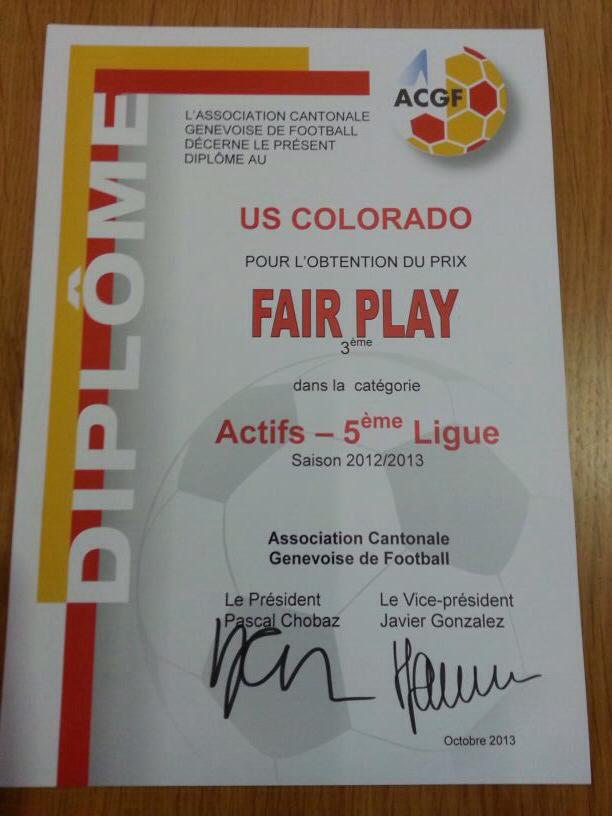 DIPLÔME
L'ASSOCIATION CANTONALE
GENEVOISE DE FOOTBALL
DÉCERNE LE PRÉSENT
DIPLÔME AU
ACGF
US COLORADO
POUR L'OBTENTION DU PRIX
FAIR PLAY
3ème
dans la catégorie
Actifs – 5ème Ligue
Saison 2012/2013
Association Cantonale
Genevoise de Football
Le Président
Pascal Chobaz
Le Vice-président
Javier Gonzalez
Octobre 2013